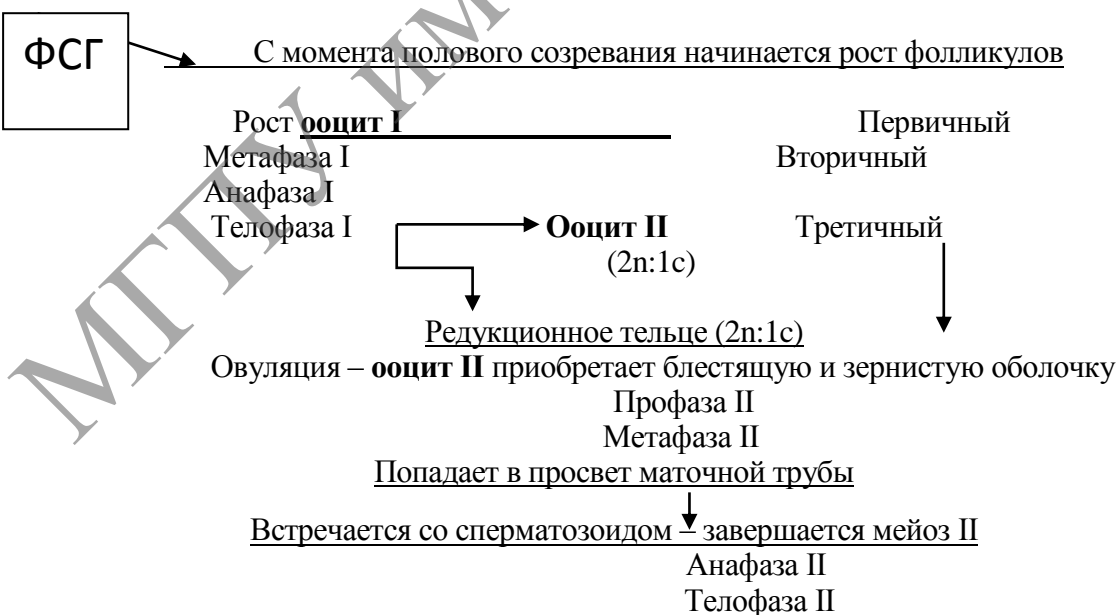 ФСГ
С момента полового созревания начинается рост фолликулов
Рост ооцит I Первичный
Метафаза I Вторичный
Анафаза I
Телофаза I Ооцит II Третичный
(2n:1c)
Редукционное тельце (2n:1c)
Овуляция – ооцит II приобретает блестящую и зернистую оболочку
Профаза II
Метафаза II
Попадает в просвет маточной трубы
Встречается со сперматозоидом – завершается мейоз II
Анафаза II
Телофаза II
МГПУ им